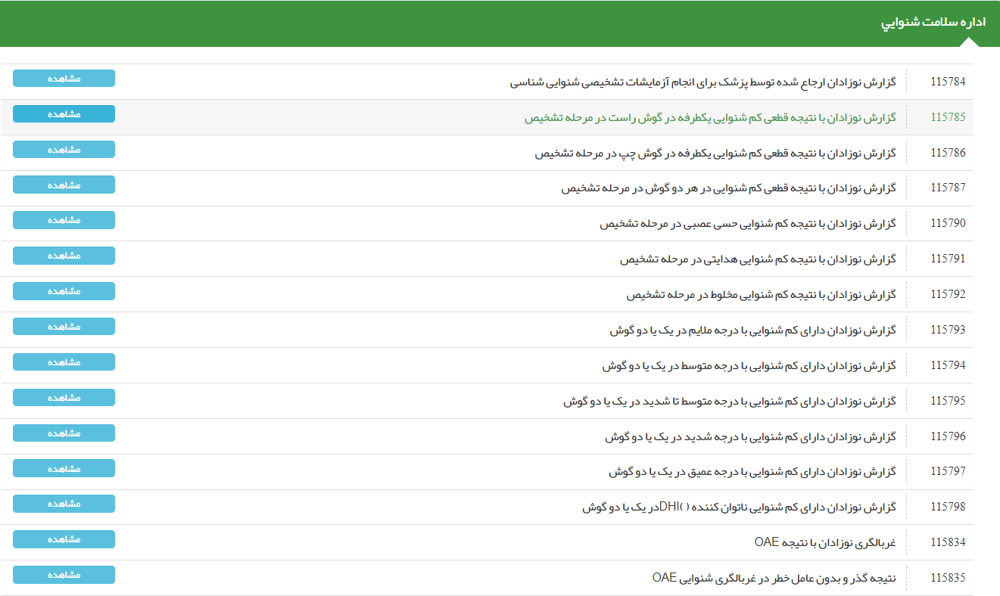 اداره سلامت شنوايي
115784 گزارش نوزادان ارجاع شده توسط پزشک برای انجام آزمایشات تشخیصی شنوایی شناسی مشاهده
115785 گزارش نوزادان با نتیجه قطعی کم شنوایی یکطرفه در گوش راست در مرحله تشخیص مشاهده
115786 گزارش نوزادان با نتیجه قطعی کم شنوایی یکطرفه در گوش چپ در مرحله تشخیص مشاهده
115787 گزارش نوزادان با نتیجه قطعی کم شنوایی در هر دو گوش در مرحله تشخیص مشاهده
115790 گزارش نوزادان با نتیجه کم شنوایی حسی عصبی در مرحله تشخیص مشاهده
115791 گزارش نوزادان با نتیجه کم شنوایی هدایتی در مرحله تشخیص مشاهده
115792 گزارش نوزادان با نتیجه کم شنوایی مخلوط در مرحله تشخیص مشاهده
115793 گزارش نوزادان دارای کم شنوایی با درجه ملایم در یک یا دو گوش مشاهده
115794 گزارش نوزادان دارای کم شنوایی با درجه متوسط در یک یا دو گوش مشاهده
115795 گزارش نوزادان دارای کم شنوایی با درجه متوسط تا شدید در یک یا دو گوش مشاهده
115796 گزارش نوزادان دارای کم شنوایی با درجه شدید در یک یا دو گوش مشاهده
115797 گزارش نوزادان دارای کم شنوایی با درجه عمیق در یک یا دو گوش مشاهده
115798 گزارش نوزادان دارای کم شنوایی ناتوان کننده ( )DHIدر یک یا دو گوش مشاهده
115834 غربالگری نوزادان با نتیجه OAE مشاهده
115835 نتیجه گذر و بدون عامل خطر در غربالگری شنوایی OAE مشاهده